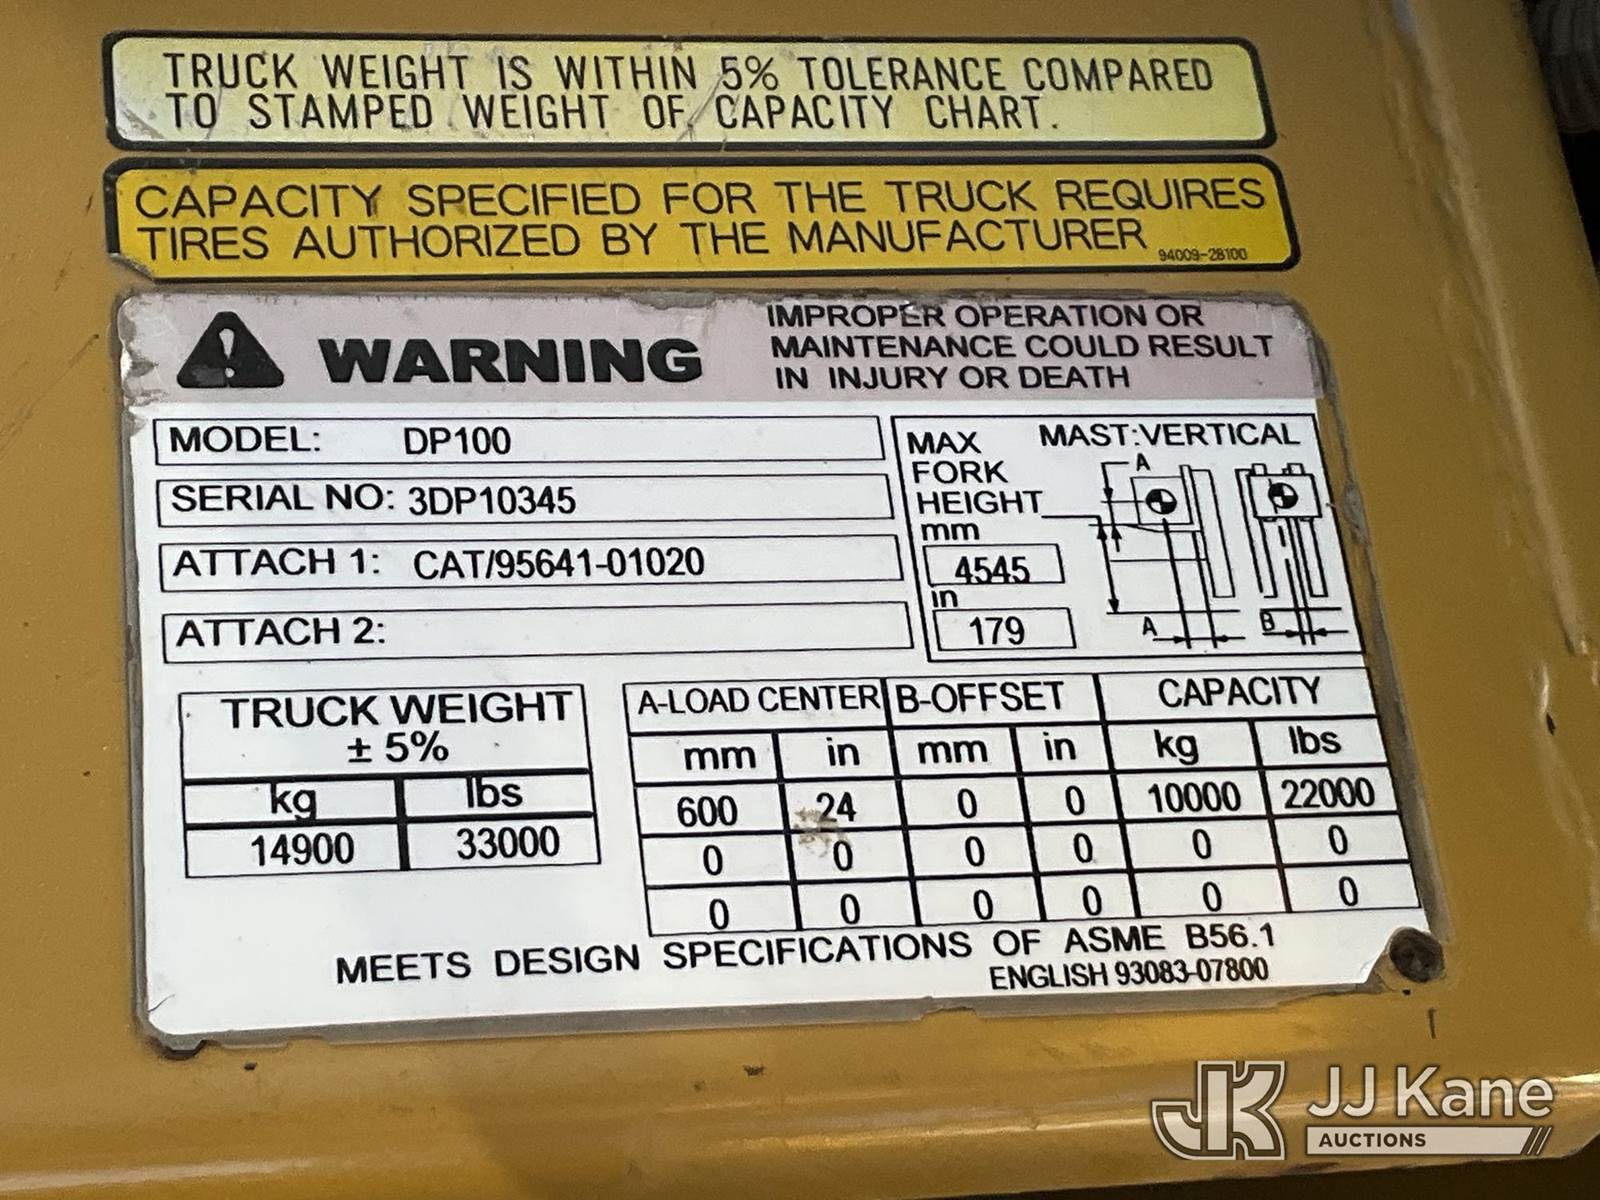 TRUCK WEIGHT IS WITHIN 5% TOLERANCE COMPARED
TO STAMPED WEIGHT OF CAPACITY CHART.
CAPACITY SPECIFIED FOR THE TRUCK REQUIRES
TIRES AUTHORIZED BY THE MANUFACTURER
94009-28100
WARNING
IMPROPER OPERATION OR
MAINTENANCE COULD RESULT
IN INJURY OR DEATH
MODEL: DP100
SERIAL NO: 3DP10345
ATTACH 1: CAT/95641-01020
ATTACH 2:
MAX
FORK
HEIGHT
mm
4545
in
179
MAST:VERTICAL
A
A
B
TRUCK WEIGHT
± 5%
kg lbs
14900 33000
A-LOAD CENTER B-OFFSET CAPACITY
mm in mm in kg lbs
600 24 0 0 10000 22000
0 0 0 0 0 0
0 0 0 0 0 0
MEETS DESIGN SPECIFICATIONS OF ASME B56.1
ENGLISH 93083-07800
JK JJ Kane
AUCTIONS